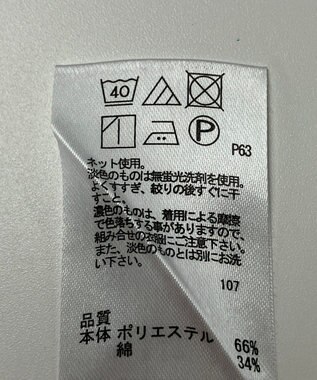 40
P
P63
ネット使用。
淡色のものは無蛍光洗剤を使用。
よくすすぎ、絞りの後すぐに干
すこと。
濃色のものは、着用による摩擦
で色落ちする事がありますので、
組み合せの衣服にご注意下さい。
また、淡色のものとは別にお洗
い下さい。
107
品質
本体 ポリエステル 66%
綿 34%